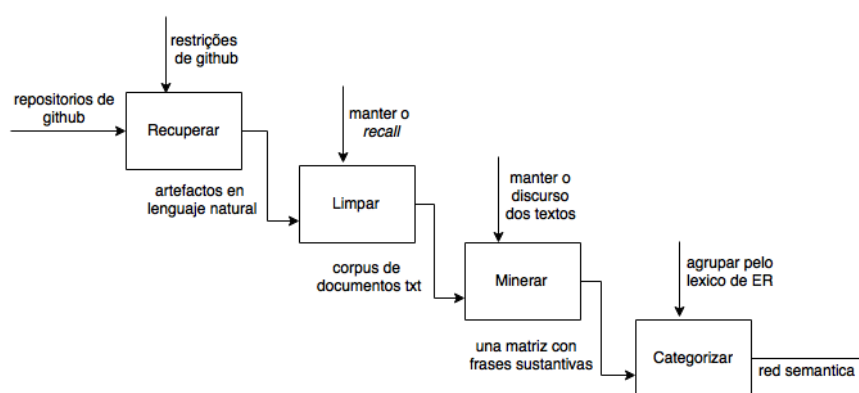 restrições
de github
repositorios de
github
Recuperar
manter o
recall
artefactos en
lenguaje natural
Limpar
manter o
discurso
dos textos
corpus de
documentos txt
Minerar
agrupar pelo
lexico de ER
una matriz con
frases sustantivas
Categorizar
red semantica